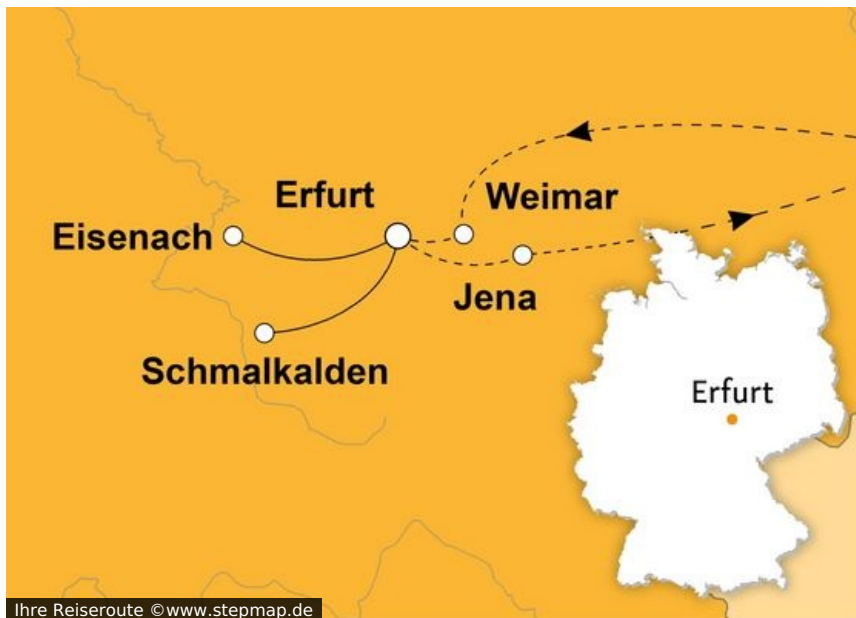 Erfurt
Weimar
Eisenach
Jena
Schmalkalden
Erfurt
Ihre Reiseroute ©www.stepmap.de